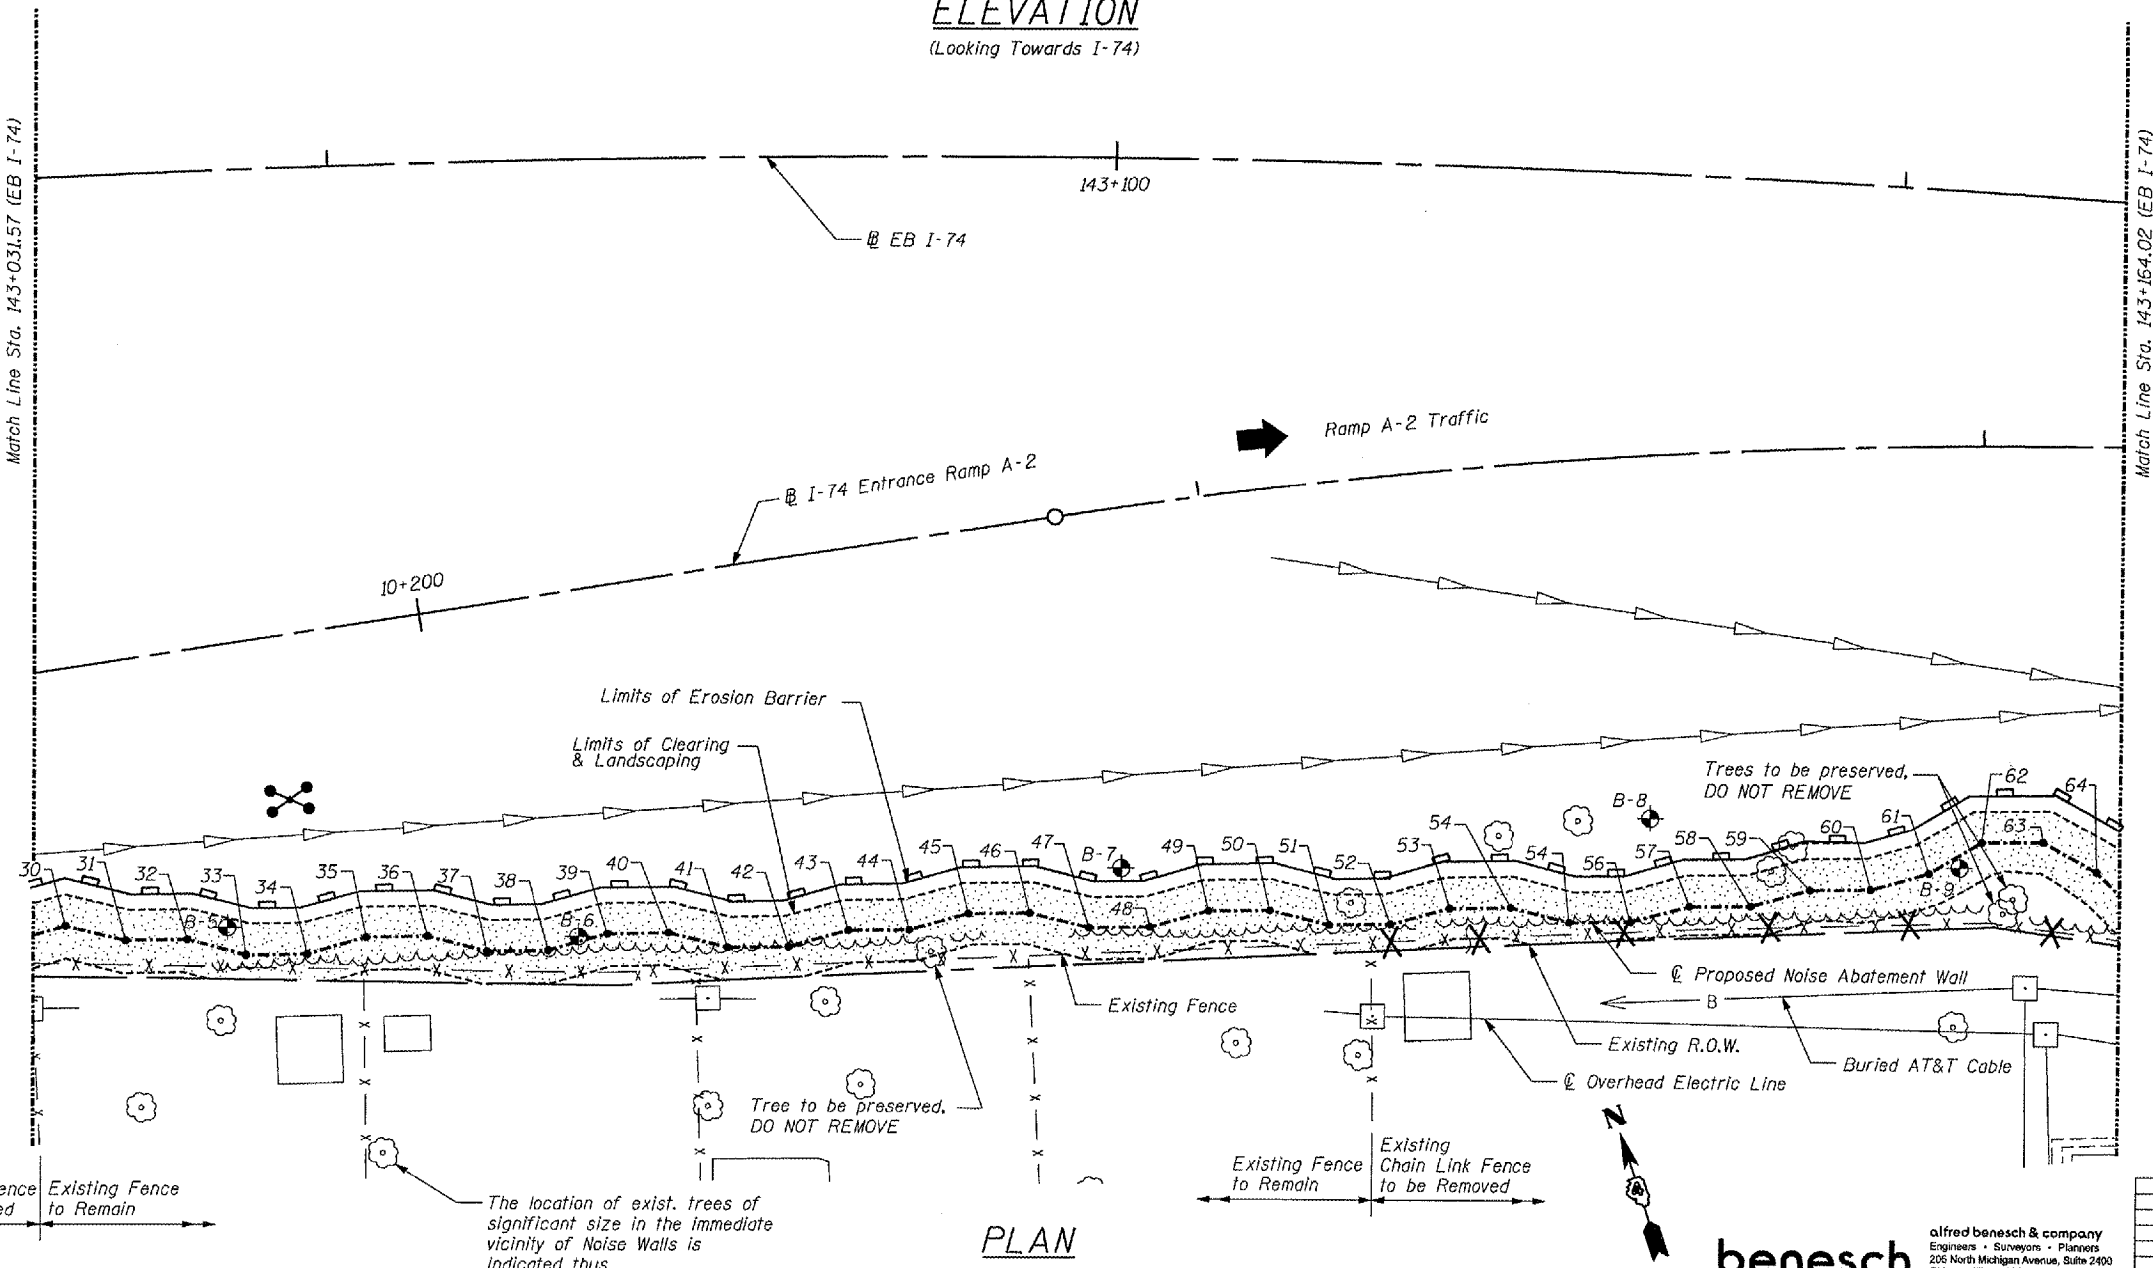 ELEVATION
(Looking Towards I-74)
Match Line Sta. 143+031.57 (EB I-74)
Match Line Sta. 143+164.02 (EB I-74)
143+100
℄ EB I-74
Ramp A-2 Traffic
℄ I-74 Entrance Ramp A-2
10+200
Limits of Erosion Barrier
Limits of Clearing
& Landscaping
Trees to be preserved,
DO NOT REMOVE
30
31
32
33
34
35
36
37
38
39
40
41
42
43
44
45
46
47
48
49
50
51
52
53
54
54
56
57
58
59
60
61
62
63
64
B-5
B-6
B-7
B-8
B-9
℄ Proposed Noise Abatement Wall
B
Existing Fence
Existing R.O.W.
Buried AT&T Cable
℄ Overhead Electric Line
Tree to be preserved,
DO NOT REMOVE
N
Existing Fence
to Remain
Existing
Chain Link Fence
to be Removed
Existing Fence
to Remain
The location of exist. trees of
significant size in the immediate
vicinity of Noise Walls is
indicated thus
PLAN
benesch
alfred benesch & company
Engineers • Surveyors • Planners
205 North Michigan Avenue, Suite 2400